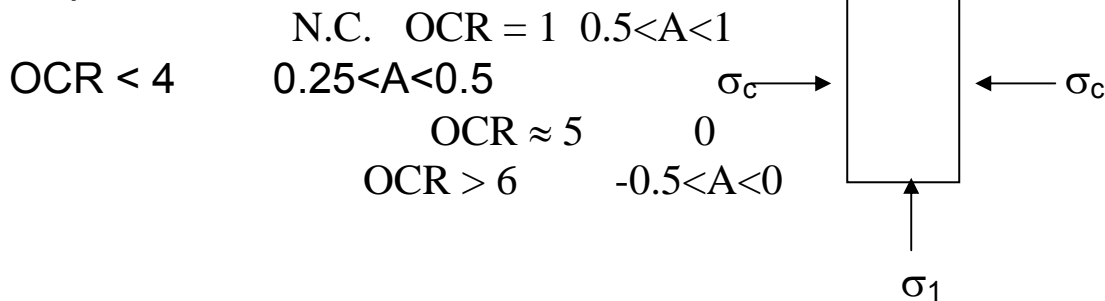 N.C. OCR = 1 0.5<A<1
OCR < 4 0.25<A<0.5
σc σc
OCR ≈ 5 0
OCR > 6 -0.5<A<0
σ1